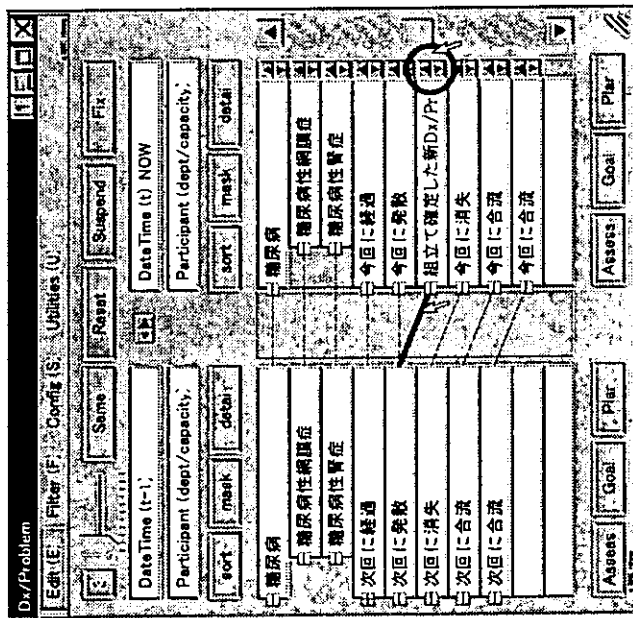 Dx/Problem
Edit (E; Filter (F; Config (S; Utilities (U;
Same Reset Suspend Fix
DateTime (t-1)
Participant (dept/capacity;
sort mask detail
糖尿病
糖尿病性網膜症
糖尿病性腎症
次回に経過
次回に発散
次回に消失
次回に合流
次回に合流
Assess Goal Plar
DateTime (t) NOW
Participant (dept/capacity;
sort mask detail
糖尿病
糖尿病性網膜症
糖尿病性腎症
今回に経過
今回に発散
組立て確定した新Dx/Pr
今回に消失
今回に合流
今回に合流
Assess Goal Plar